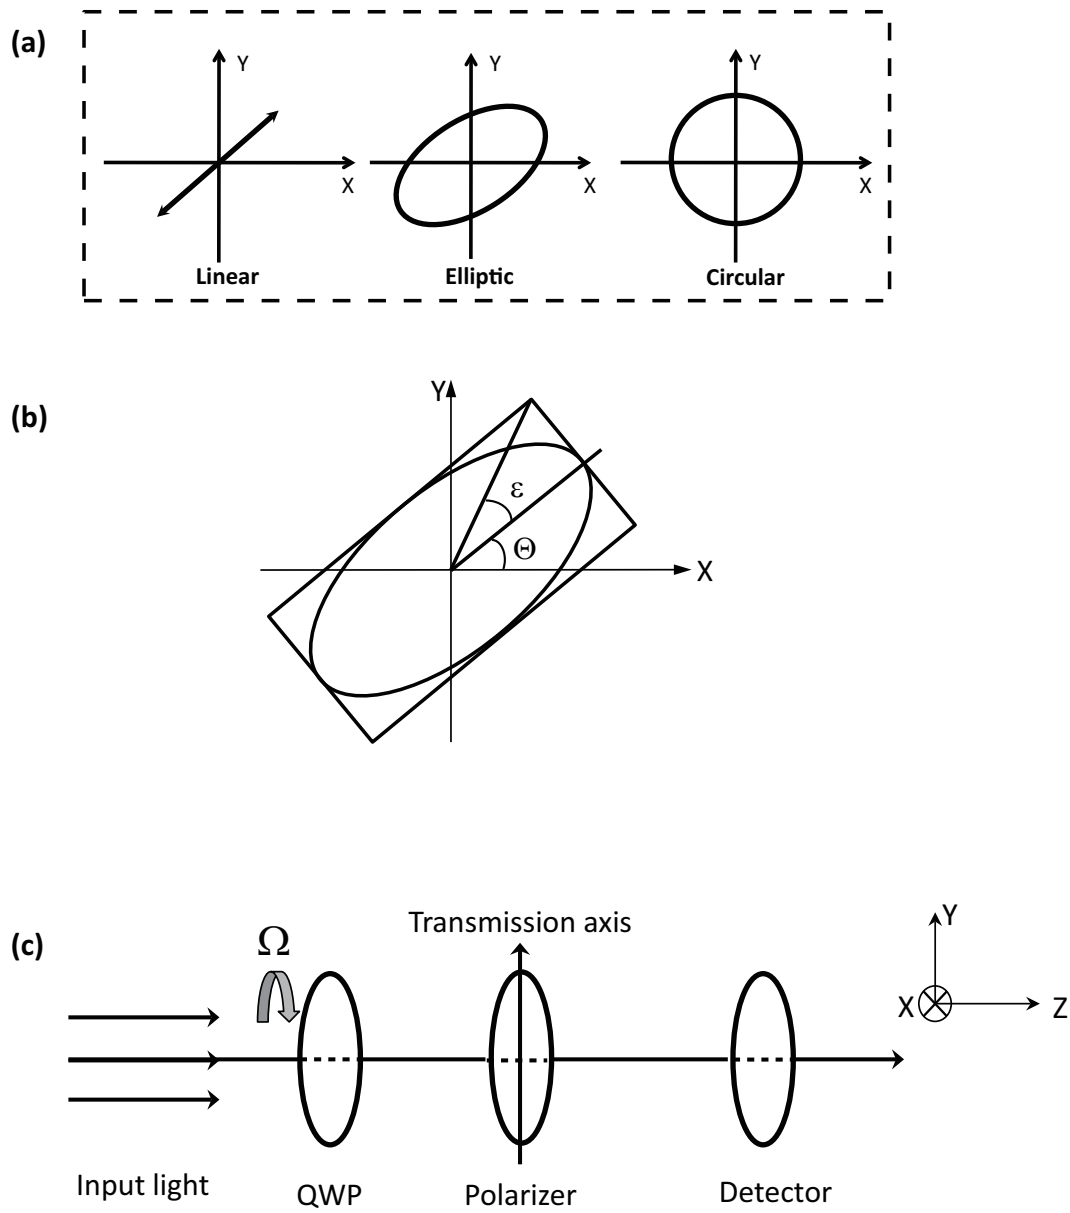 (a)
Y
Y
Y
X
X
X
Linear
Elliptic
Circular
(b)
Y
ε
Θ
X
(c)
Transmission axis
Ω
Y
X
Z
Input light
QWP
Polarizer
Detector